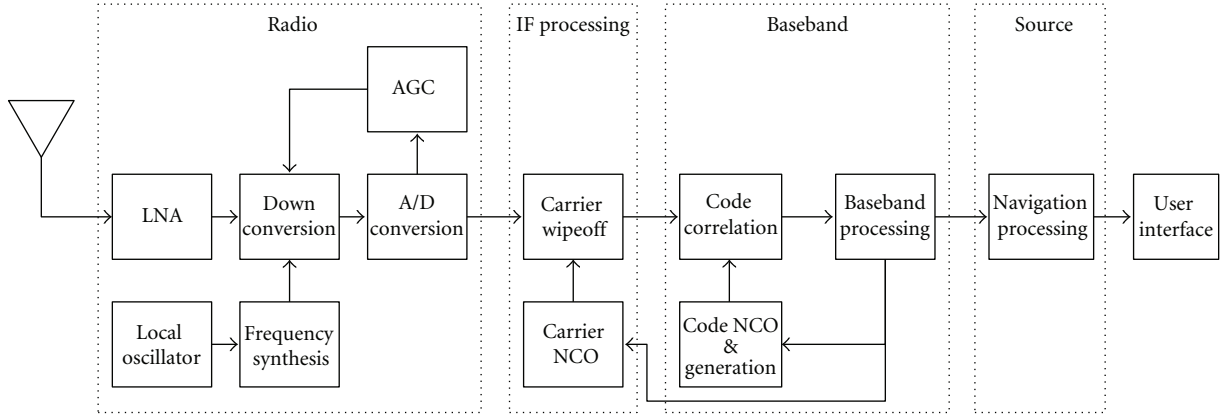 Radio
IF processing
Baseband
Source
AGC
LNA
Down
conversion
A/D
conversion
Carrier
wipeoff
Code
correlation
Baseband
processing
Navigation
processing
User
interface
Local
oscillator
Frequency
synthesis
Carrier
NCO
Code NCO
&
generation